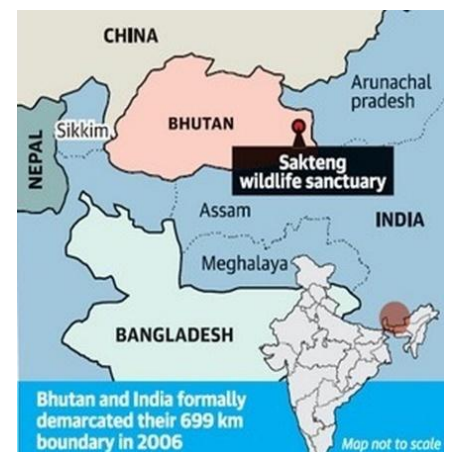 CHINA
Arunachal
pradesh
BHUTAN
Sikkim
NEPAL
Sakteng
wildlife sanctuary
Assam
INDIA
Meghalaya
BANGLADESH
Bhutan and India formally
demarcated their 699 km
boundary in 2006
Map not to scale